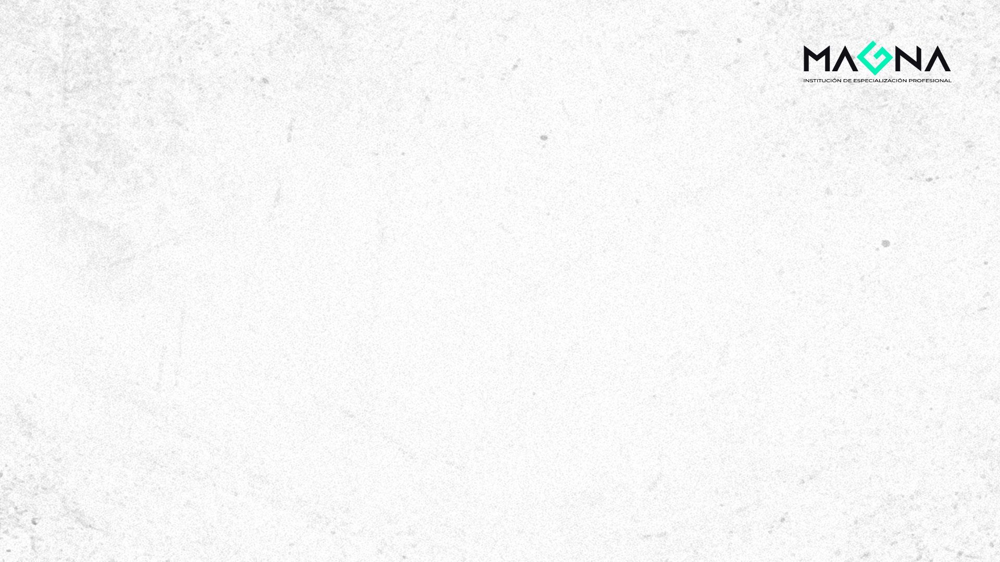 MAGNA
INSTITUCIÓN DE ESPECIALIZACIÓN PROFESIONAL